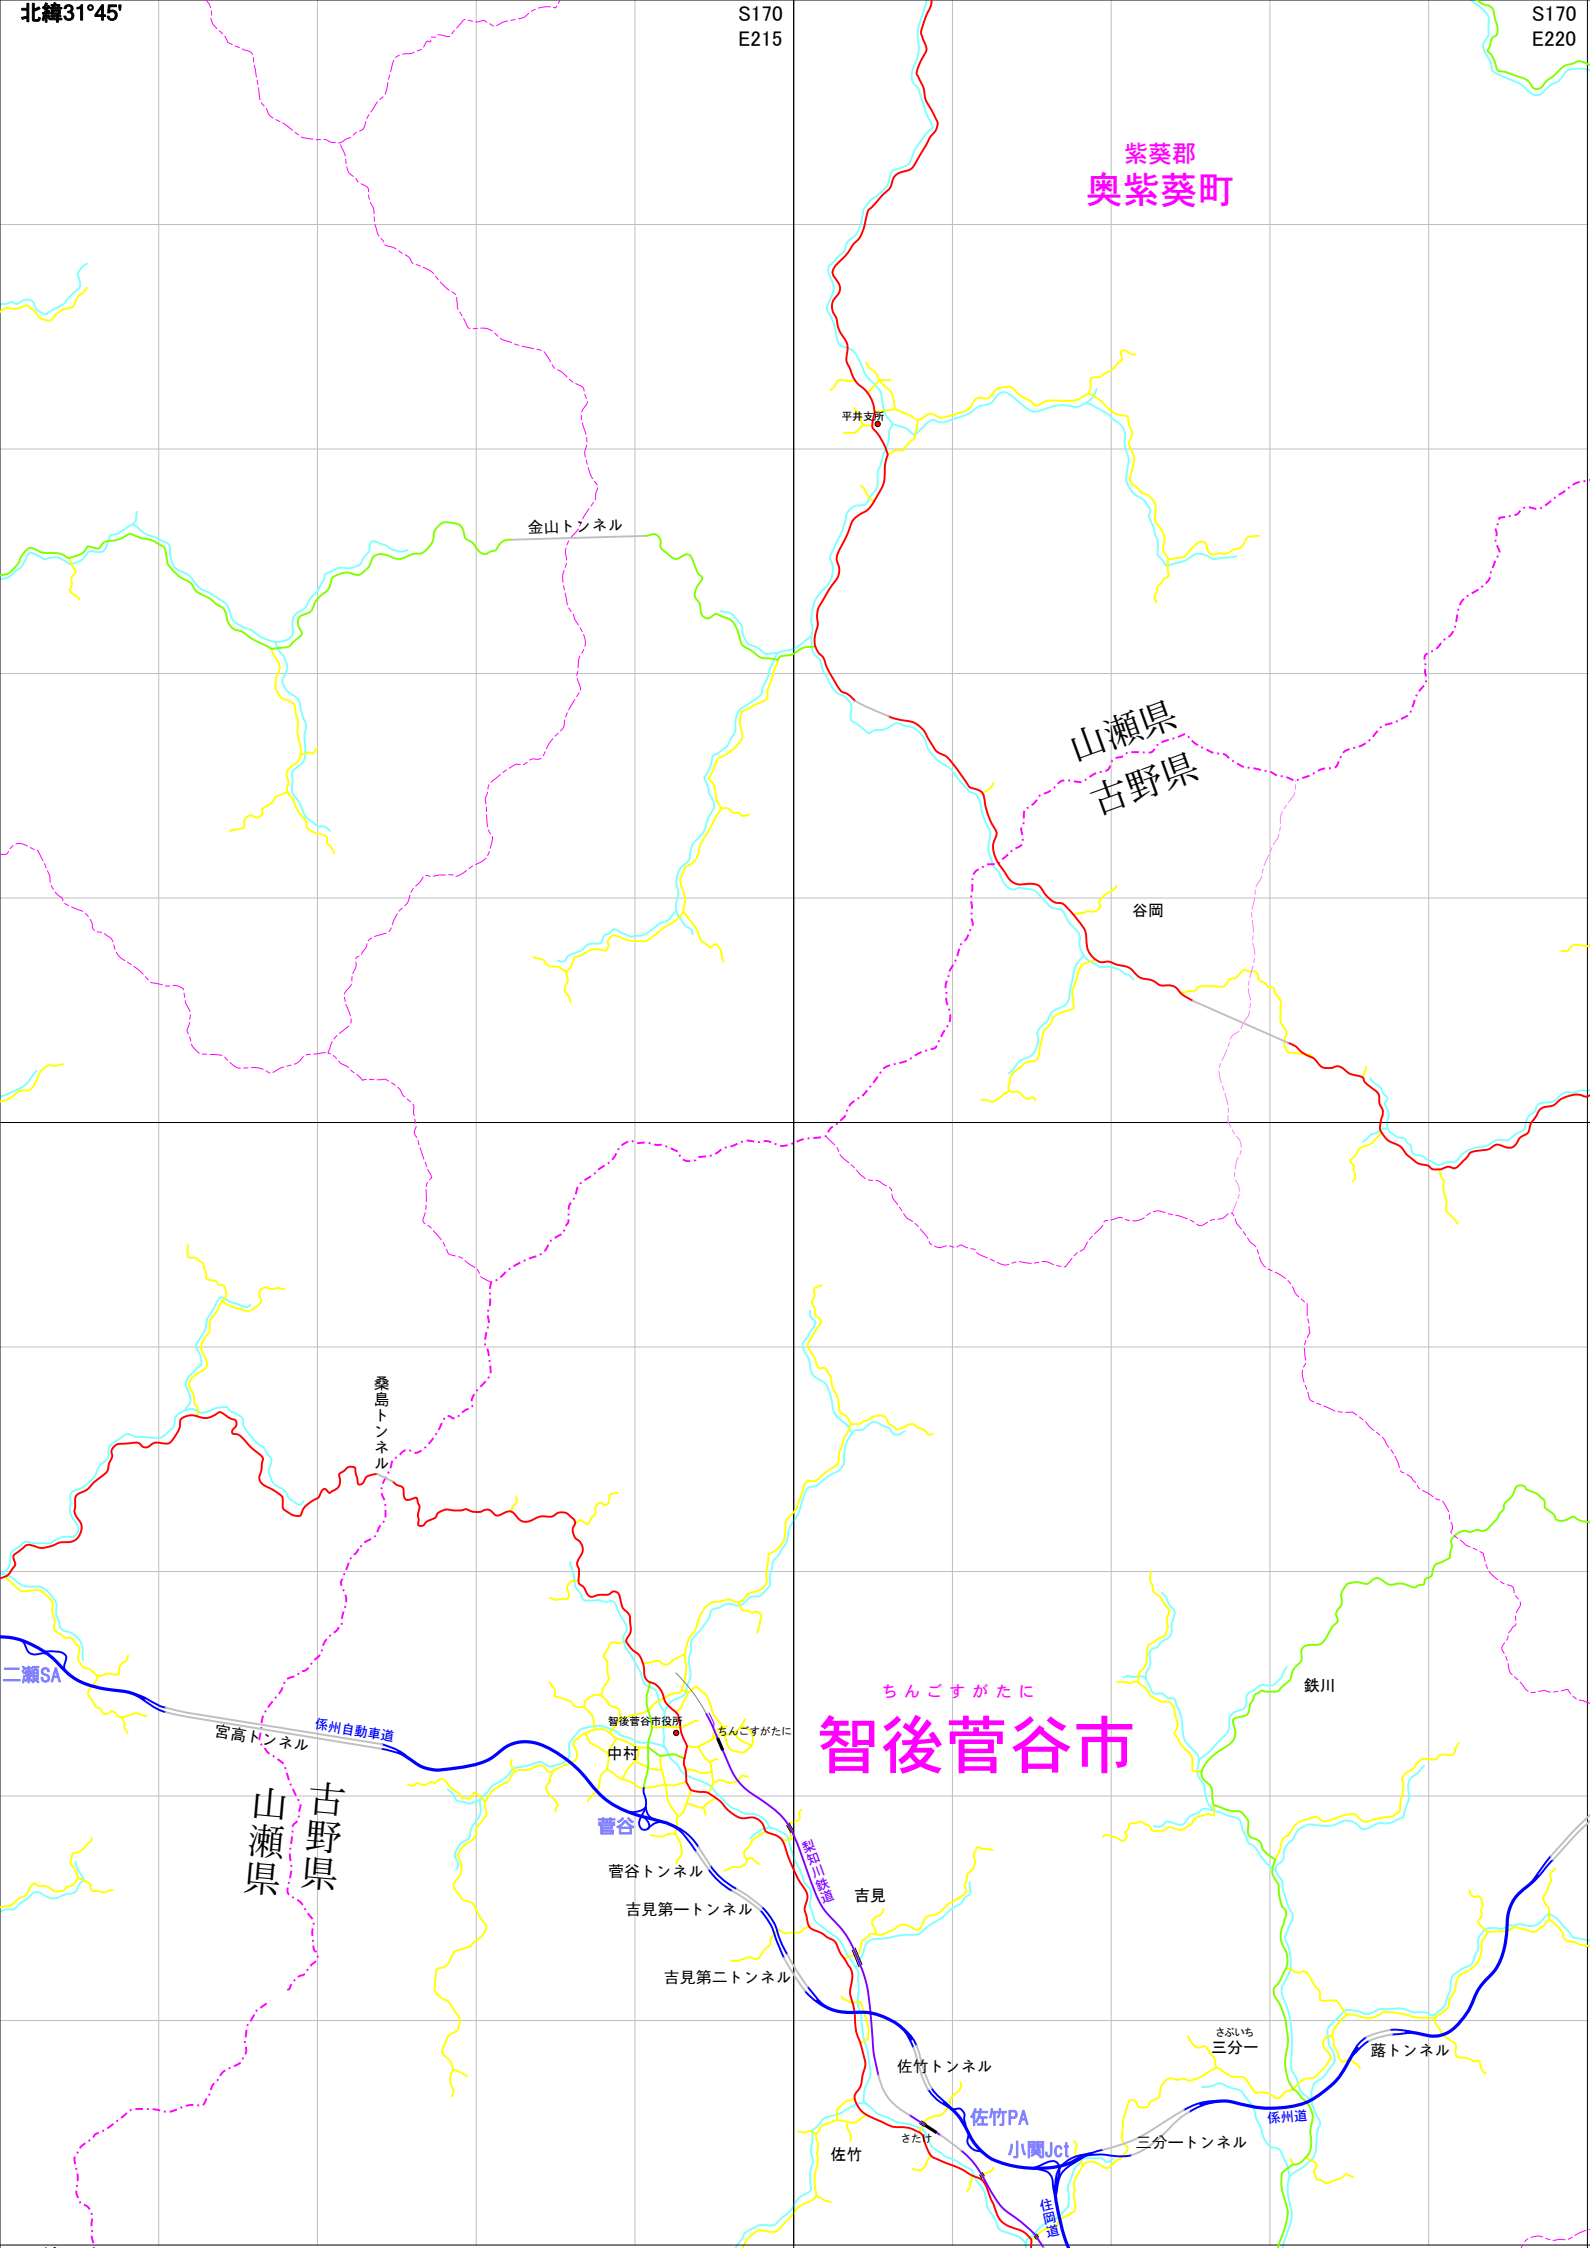 北緯31°45'
S170
E215
S170
E220
紫葵郡
奥紫葵町
平井支所
金山トンネル
山瀬県
古野県
谷岡
桑島トンネル
二瀬SA
宮高トンネル
係州自動車道
古野県
山瀬県
智後菅谷市役所
中村
ちんごすがたに
ちんごすがたに
智後菅谷市
鉄川
菅谷
菅谷トンネル
梨知川鉄道
吉見
吉見第一トンネル
吉見第二トンネル
佐竹トンネル
さぶいち
三分一
蕗トンネル
佐竹PA
係州道
さたけ
小関Jct
三分一トンネル
佐竹
住岡道